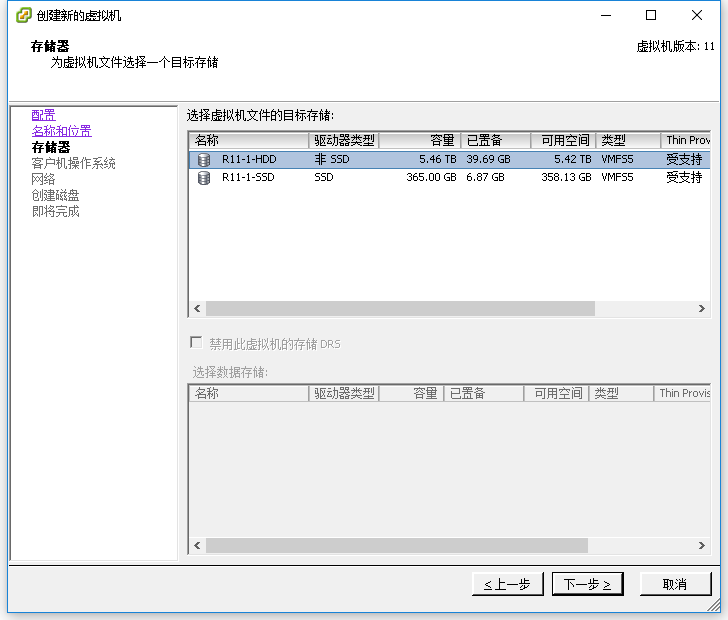 创建新的虚拟机
存储器
为虚拟机文件选择一个目标存储
虚拟机版本: 11
配置
名称和位置
存储器
客户机操作系统
网络
创建磁盘
即将完成
选择虚拟机文件的目标存储:
名称 驱动器类型 容量 已置备 可用空间 类型 Thin Prov
R11-1-HDD 非 SSD 5.46 TB 39.69 GB 5.42 TB VMFS5 受支持
R11-1-SSD SSD 365.00 GB 6.87 GB 358.13 GB VMFS5 受支持
禁用此虚拟机的存储 DRS
选择数据存储:
名称 驱动器类型 容量 已置备 可用空间 类型 Thin Provis
< 上一步 下一步 > 取消